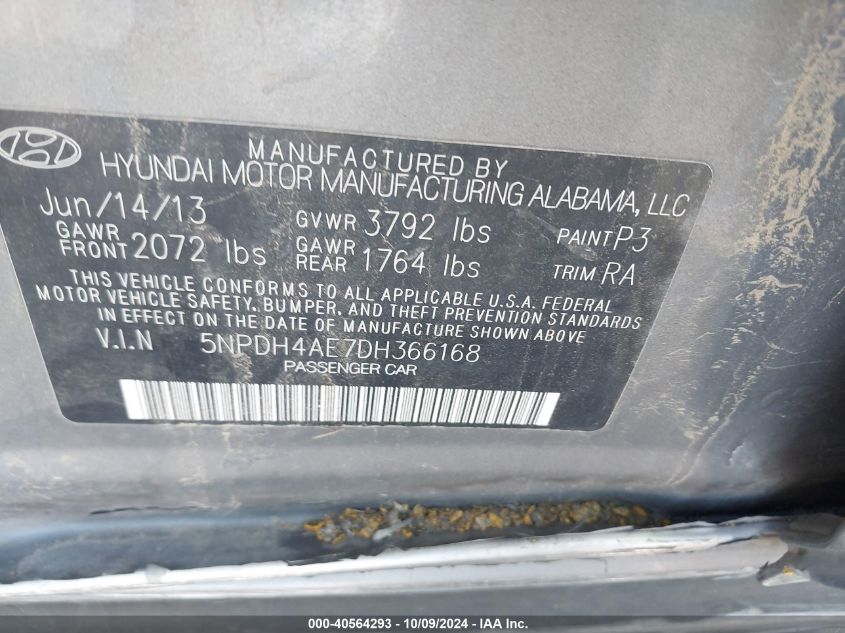 MANUFACTURED BY
HYUNDAI MOTOR MANUFACTURING ALABAMA, LLC
Jun/14/13 GVWR 3792 lbs PAINT P3
GAWR FRONT 2072 lbs GAWR REAR 1764 lbs TRIM RA
THIS VEHICLE CONFORMS TO ALL APPLICABLE U.S.A. FEDERAL
MOTOR VEHICLE SAFETY, BUMPER, AND THEFT PREVENTION STANDARDS
IN EFFECT ON THE DATE OF MANUFACTURE SHOWN ABOVE
V.I.N 5NPDH4AE7DH366168
PASSENGER CAR
000-40564293 - 10/09/2024 - IAA Inc.